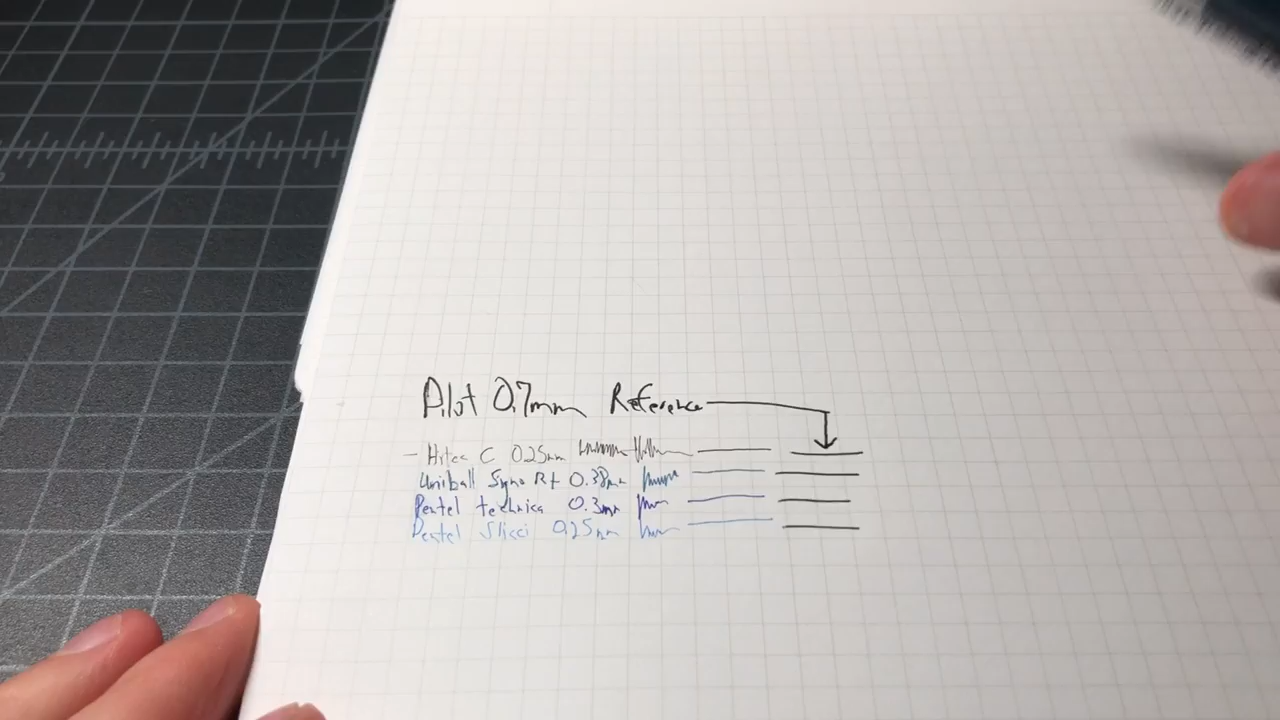 Pilot 0.7mm Reference
- Hitec C 0.25mm
Uniball Signo Rt 0.38mm
Pentel technica 0.3mm
Pentel Slicci 0.25mm